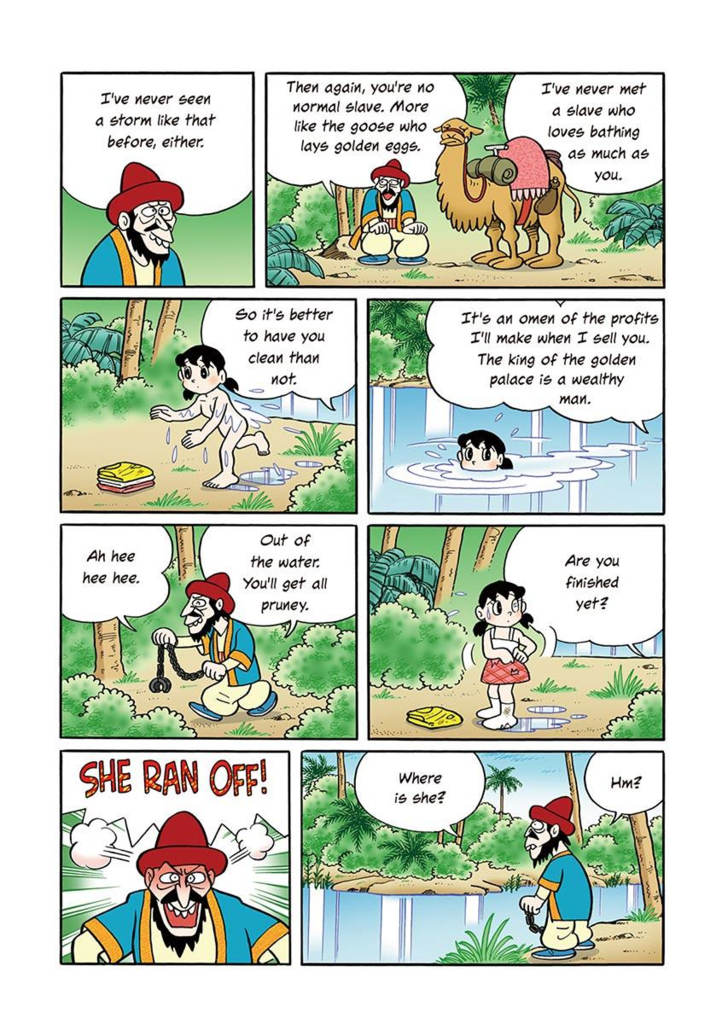 I've never seen
a storm like that
before, either.
Then again, you're no
normal slave. More
like the goose who
lays golden eggs.
I've never met
a slave who
loves bathing
as much as
you.
So it's better
to have you
clean than
not.
It's an omen of the profits
I'll make when I sell you.
The king of the golden
palace is a wealthy
man.
Ah hee
hee hee.
Out of
the water.
You'll get all
pruney.
Are you
finished
yet?
SHE RAN OFF!
Where
is she?
Hm?